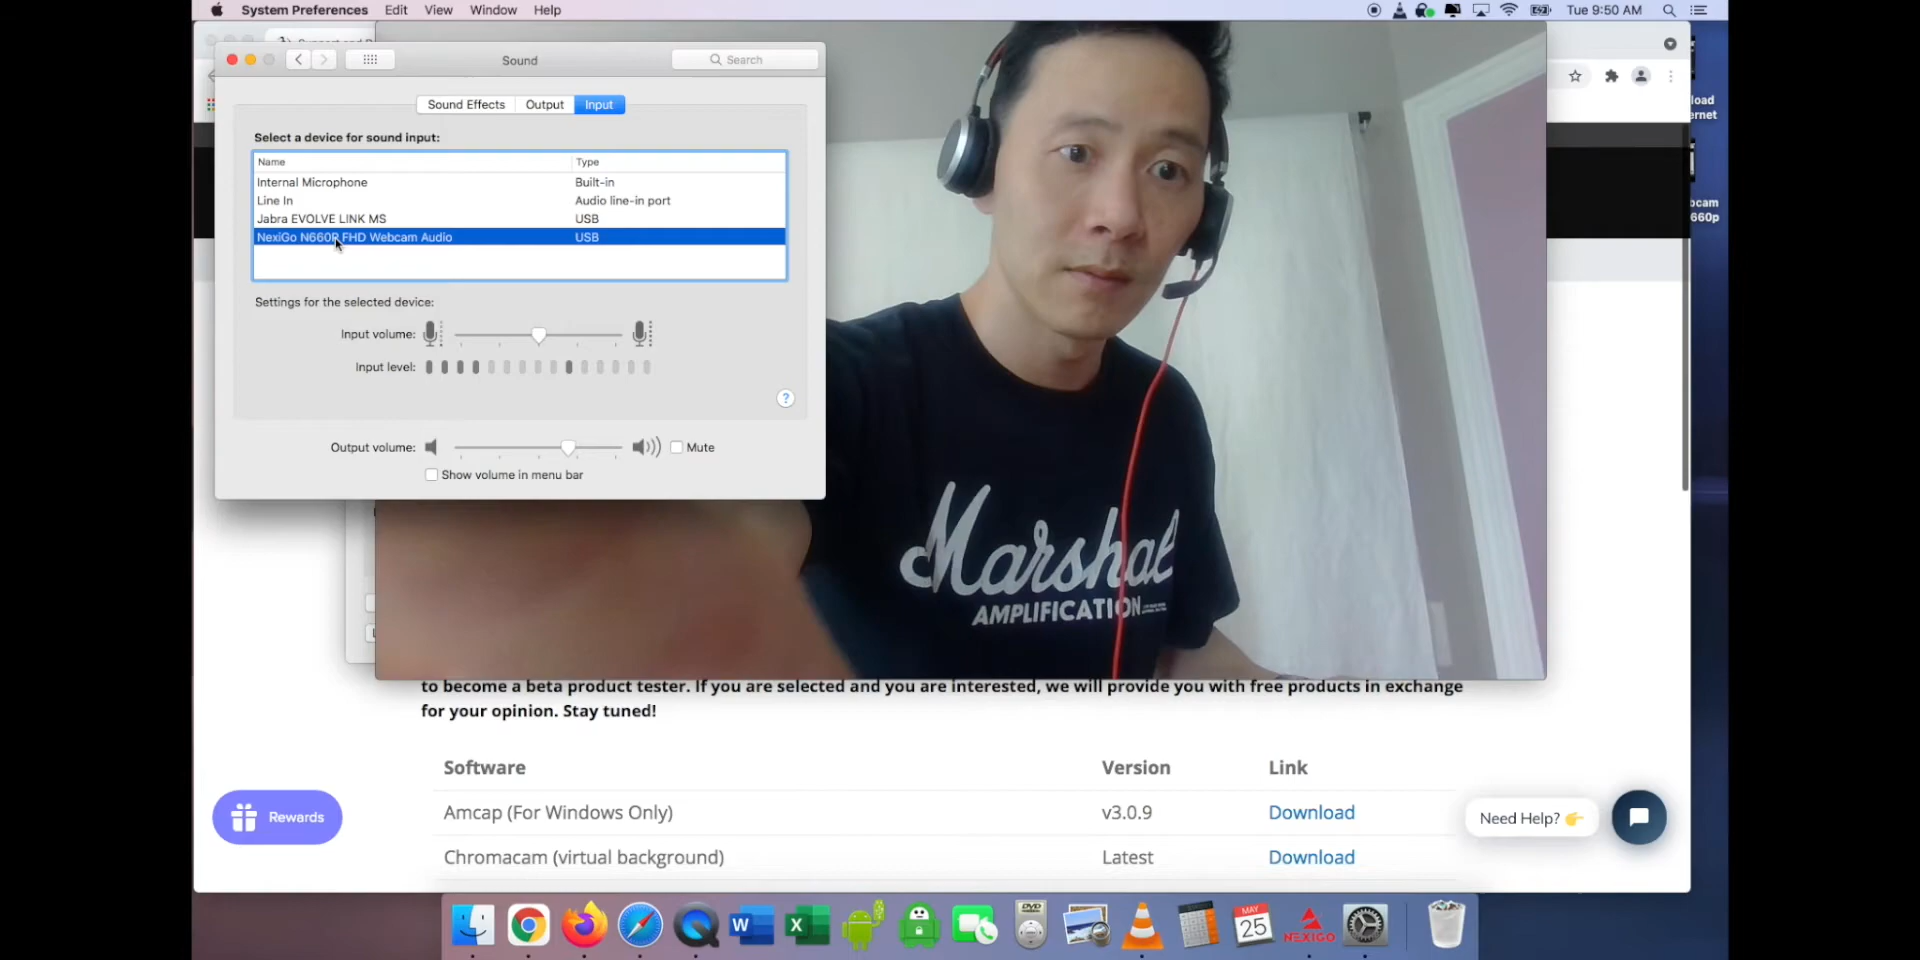 System Preferences Edit View Window Help
Tue 9:50 AM
Sound
Search
Sound Effects Output Input
Select a device for sound input:
Name Type
Internal Microphone Built-in
Line In Audio line-in port
Jabra EVOLVE LINK MS USB
NexiGo N660P FHD Webcam Audio USB
Settings for the selected device:
Input volume:
Input level:
?
Output volume: Mute
Show volume in menu bar
Marshall
AMPLIFICATION
load
ernet
bcam
660p
to become a beta product tester. If you are selected and you are interested, we will provide you with free products in exchange
for your opinion. Stay tuned!
Software Version Link
Amcap (For Windows Only) v3.0.9 Download
Chromacam (virtual background) Latest Download
Rewards
Need Help? 👉
DVD
W
X
MAY
25
NEXIGO